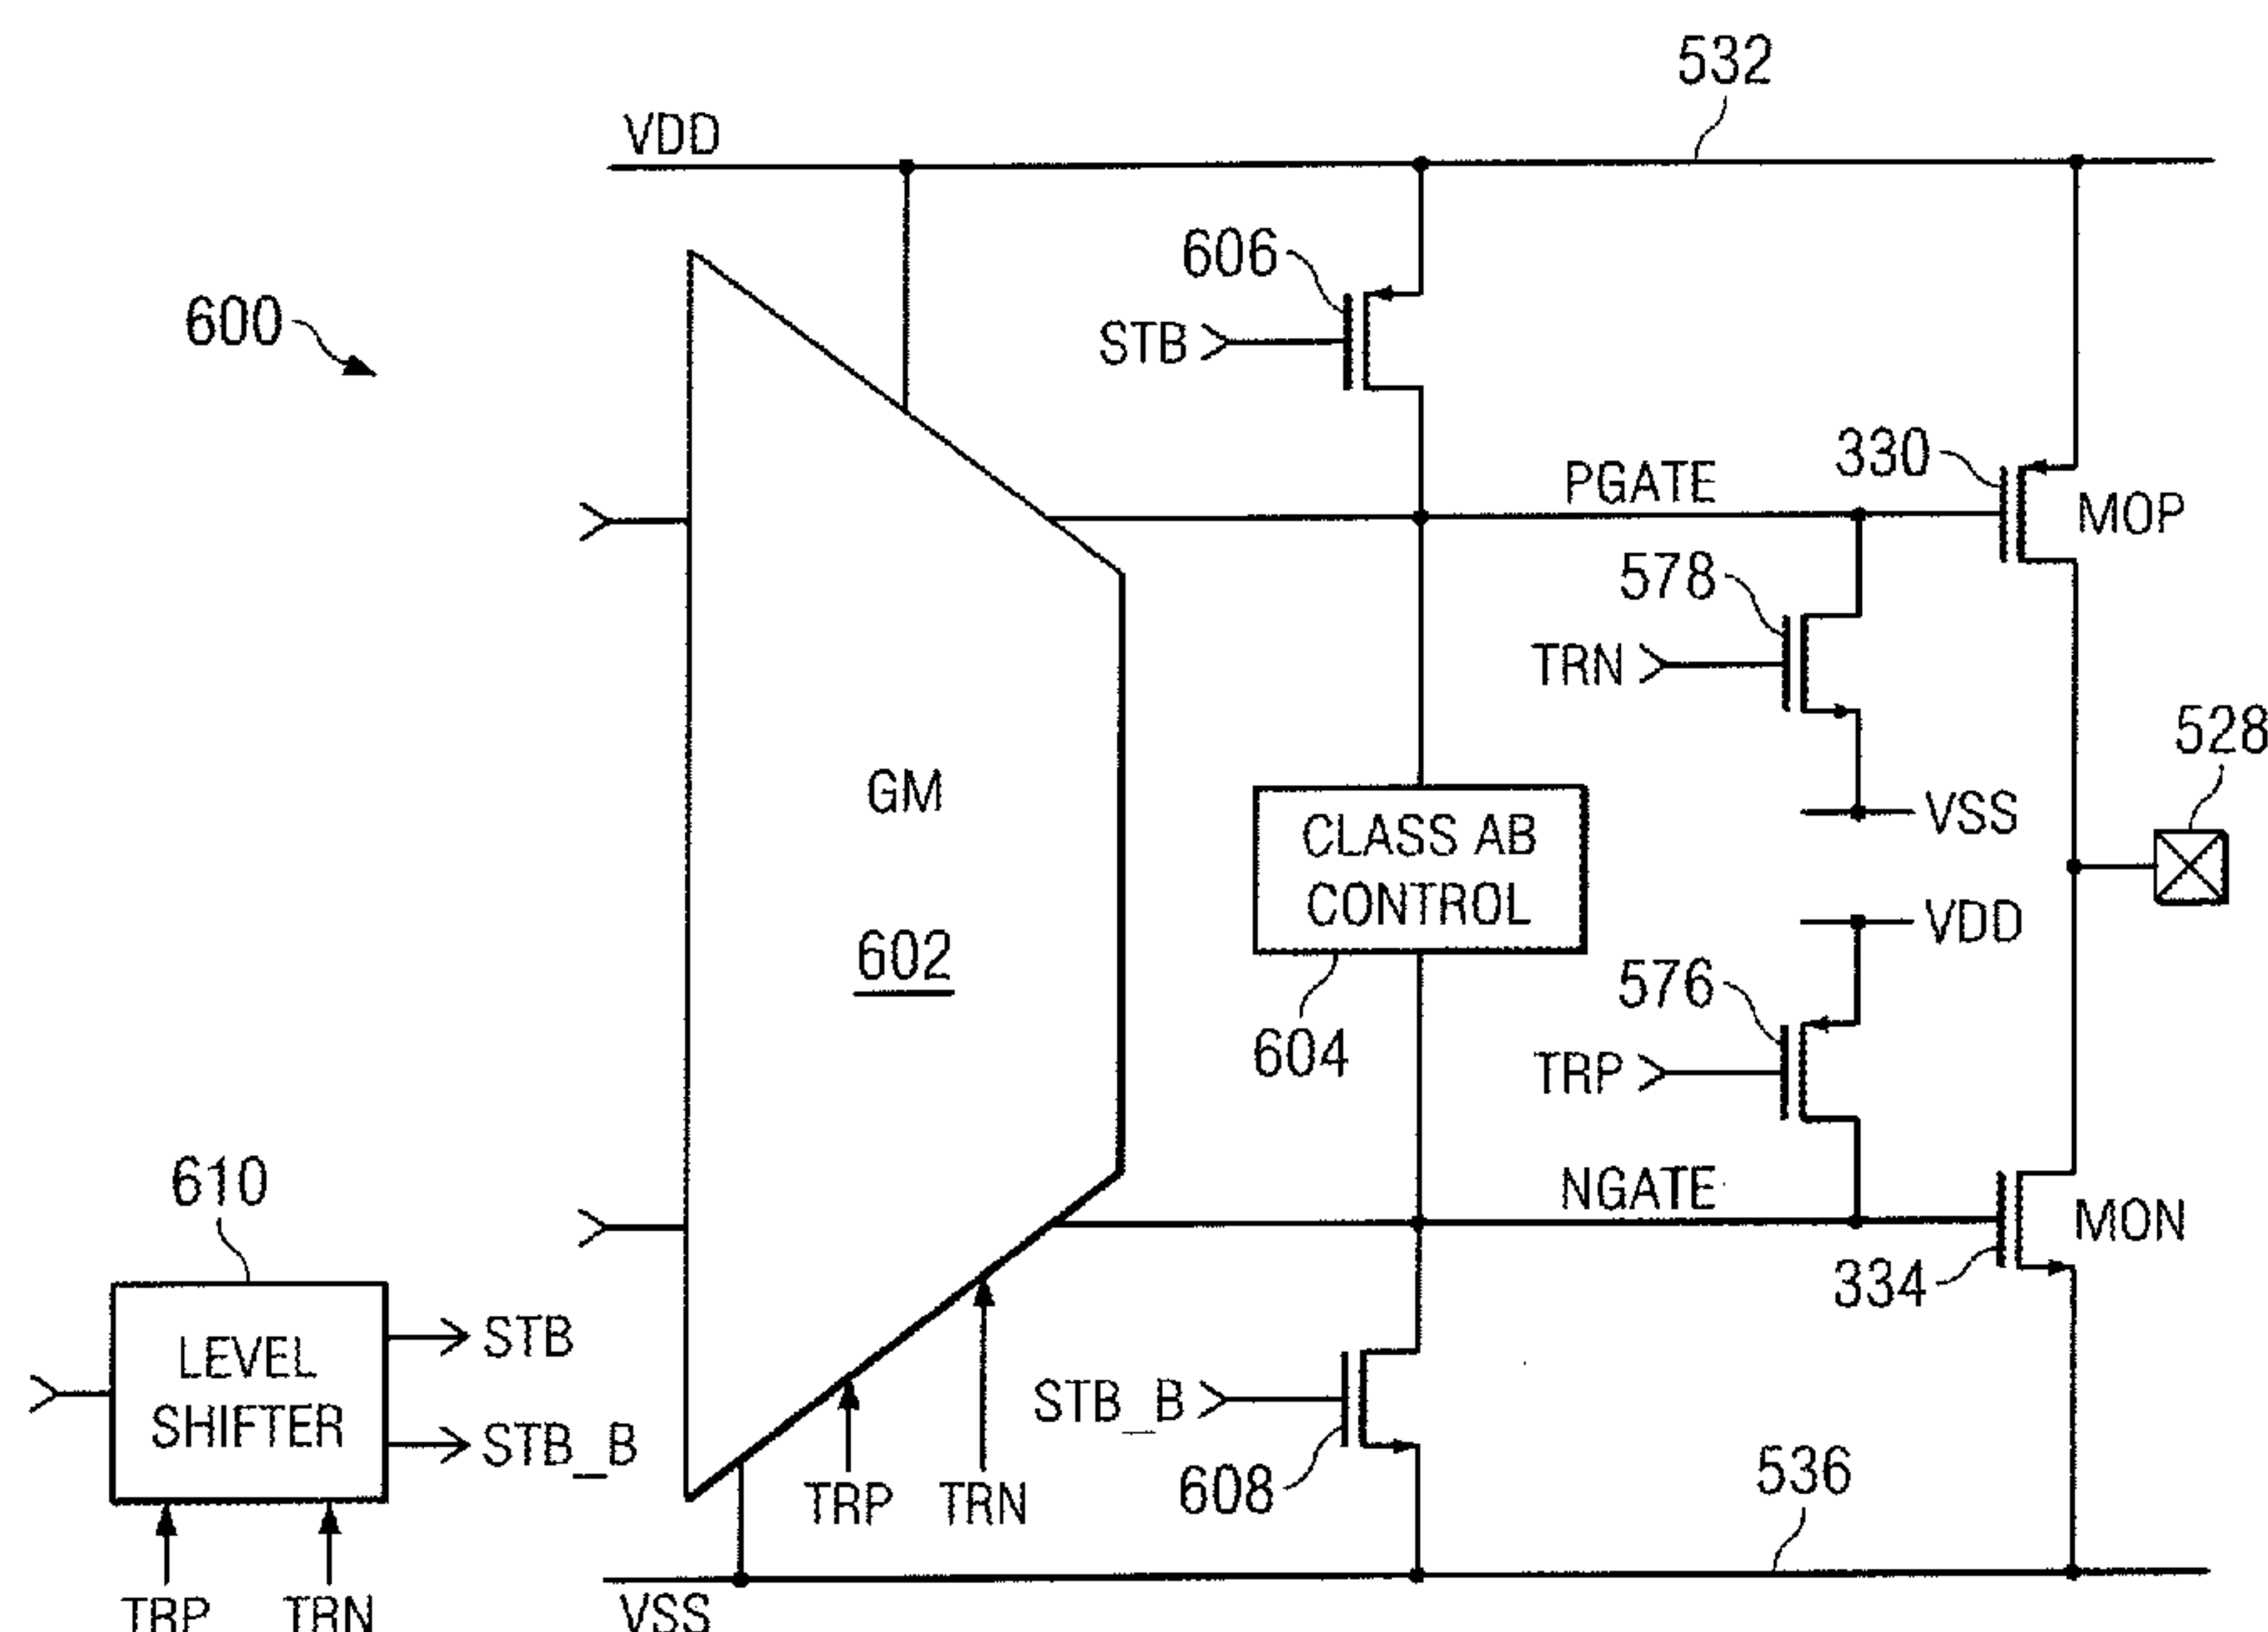 532
VDD
606
600
STB
330
PGATE
MOP
578
TRN
528
GM
VSS
CLASS AB
CONTROL
VDD
602
576
604
TRP
610
NGATE
MON
334
LEVEL
SHIFTER
STB
STB_B
STB_B
608
536
TRP
TRN
TRP
TRN
VSS